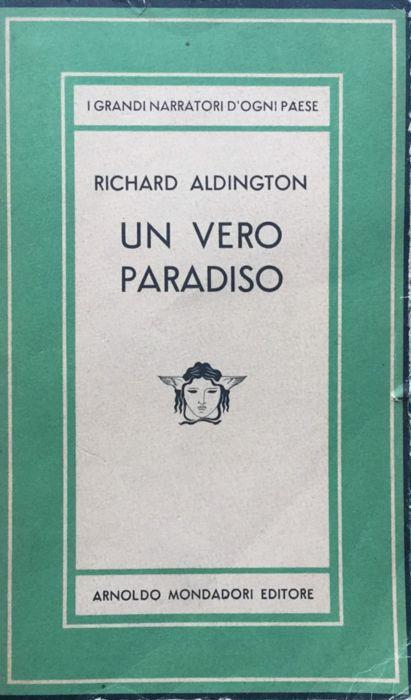 I GRANDI NARRATORI D'OGNI PAESE
RICHARD ALDINGTON
UN VERO
PARADISO
ARNOLDO MONDADORI EDITORE